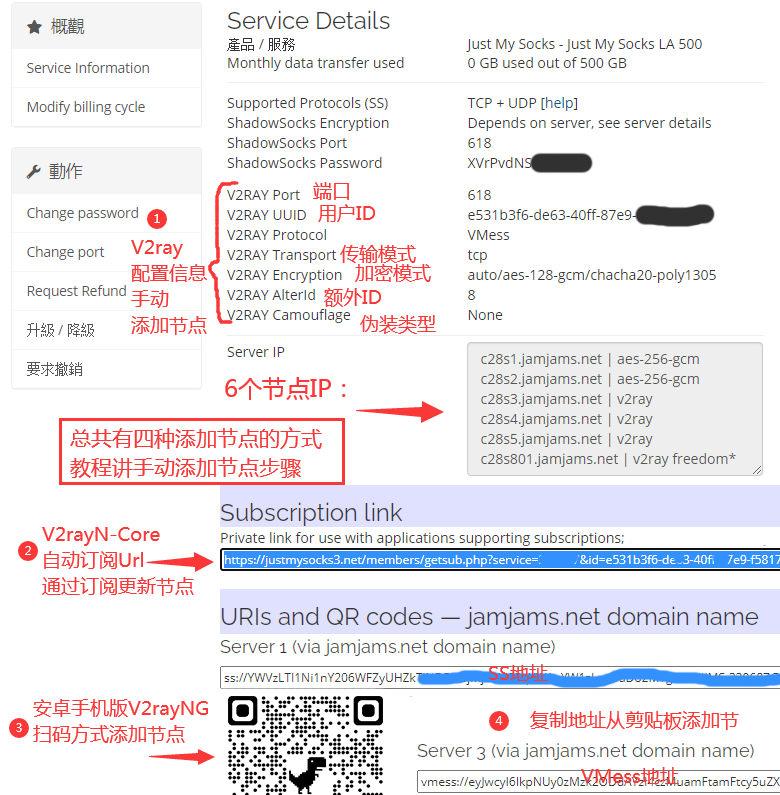 概觀
Service Information
Modify billing cycle
動作
Change password
Change port
Request Refund
升級 / 降級
要求撤銷
Service Details
產品 / 服務 Just My Socks - Just My Socks LA 500
Monthly data transfer used 0 GB used out of 500 GB
Supported Protocols (SS) TCP + UDP [help]
ShadowSocks Encryption Depends on server, see server details
ShadowSocks Port 618
ShadowSocks Password XVrPvdNS
V2RAY Port 端口 618
V2RAY UUID 用户ID e531b3f6-de63-40ff-87e9-
V2RAY Protocol VMess
V2RAY Transport 传输模式 tcp
V2RAY Encryption 加密模式 auto/aes-128-gcm/chacha20-poly1305
V2RAY AlterId 额外ID 8
V2RAY Camouflage 伪装类型 None
1
V2ray
配置信息
手动
添加节点
Server IP
6个节点IP：
c28s1.jamjams.net | aes-256-gcm
c28s2.jamjams.net | aes-256-gcm
c28s3.jamjams.net | v2ray
c28s4.jamjams.net | v2ray
c28s5.jamjams.net | v2ray
c28s801.jamjams.net | v2ray freedom*
总共有四种添加节点的方式
教程讲手动添加节点步骤
Subscription link
Private link for use with applications supporting subscriptions;
2
V2rayN-Core
自动订阅Url
通过订阅更新节点
https://justmysocks3.net/members/getsub.php?service= &id=e531b3f6-de 3-40ff 7e9-f5817
URIs and QR codes — jamjams.net domain name
Server 1 (via jamjams.net domain name)
ss://YWVzLTI1Ni1nY206WFZyUHZk
SS地址
3
安卓手机版V2rayNG
扫码方式添加节点
4
复制地址从剪贴板添加节
Server 3 (via jamjams.net domain name)
VMess地址